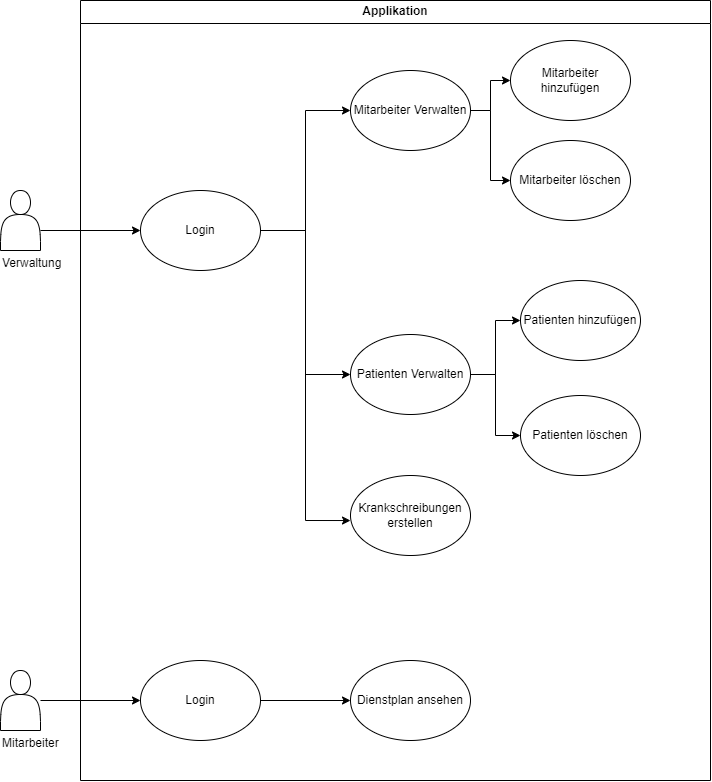 Applikation
Mitarbeiter
hinzufügen
Mitarbeiter Verwalten
Mitarbeiter löschen
Login
Verwaltung
Patienten hinzufügen
Patienten Verwalten
Patienten löschen
Krankschreibungen
erstellen
Login
Dienstplan ansehen
Mitarbeiter